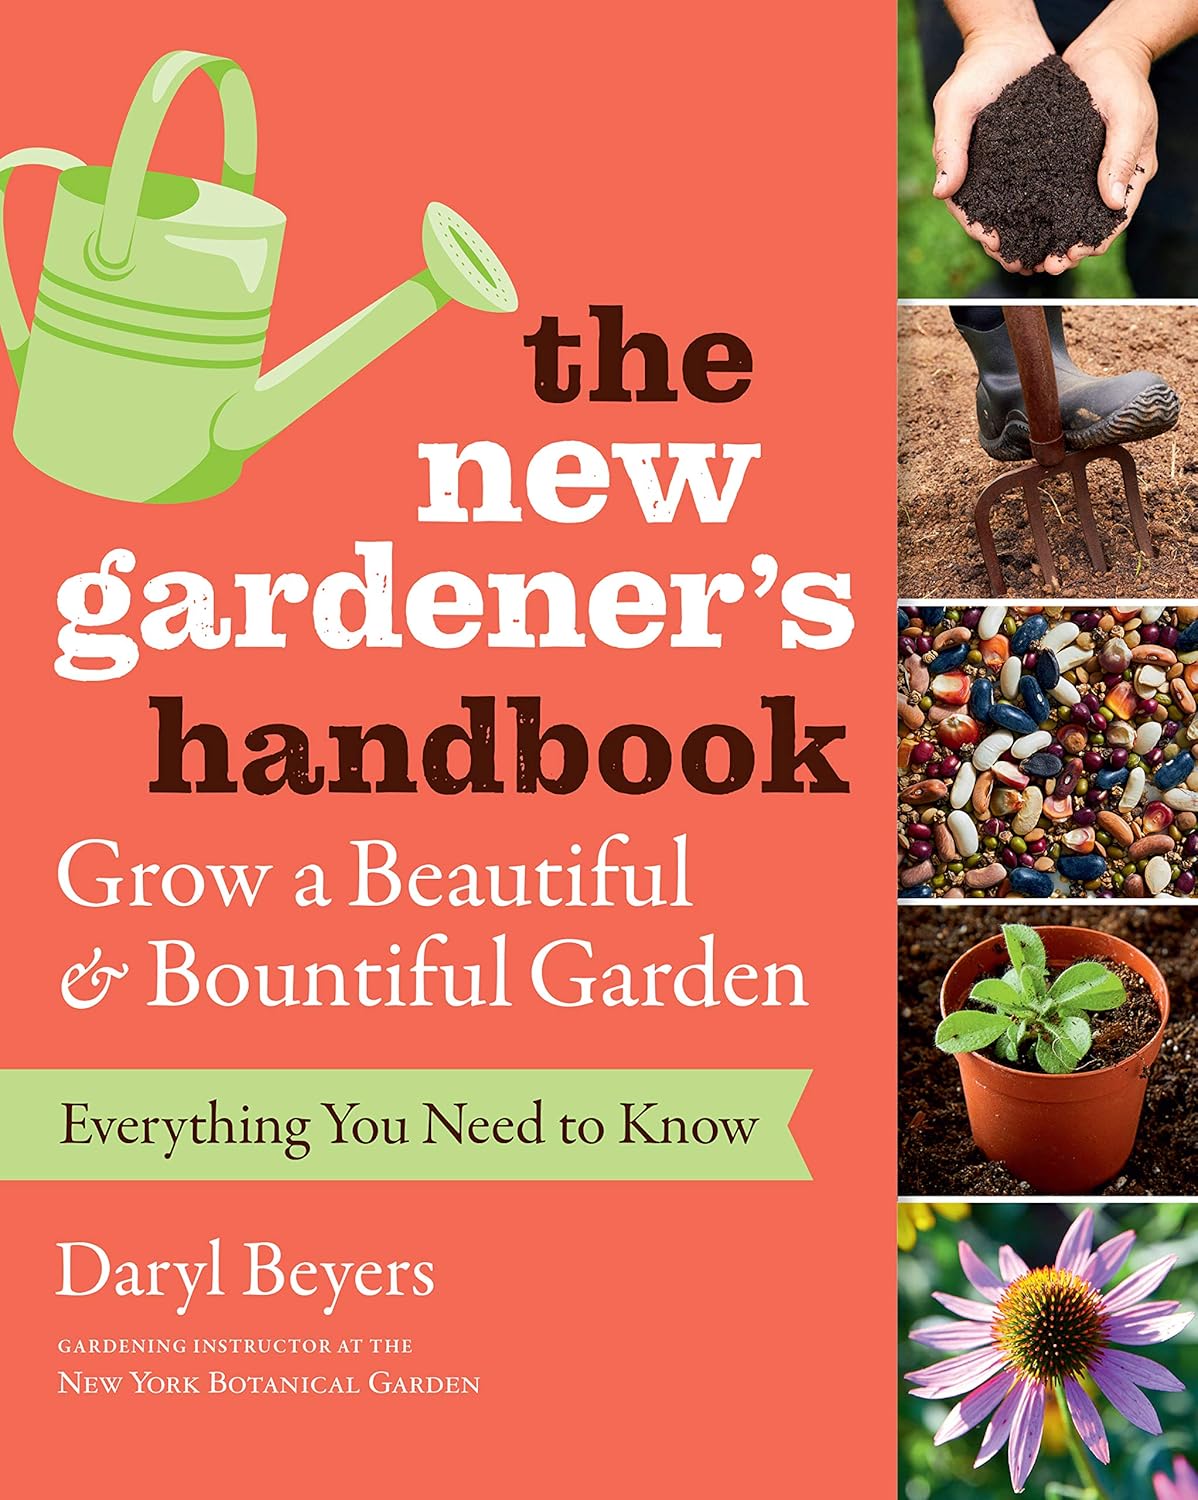 the
new
gardener's
handbook
Grow a Beautiful
& Bountiful Garden
Everything You Need to Know
Daryl Beyers
GARDENING INSTRUCTOR AT THE
NEW YORK BOTANICAL GARDEN